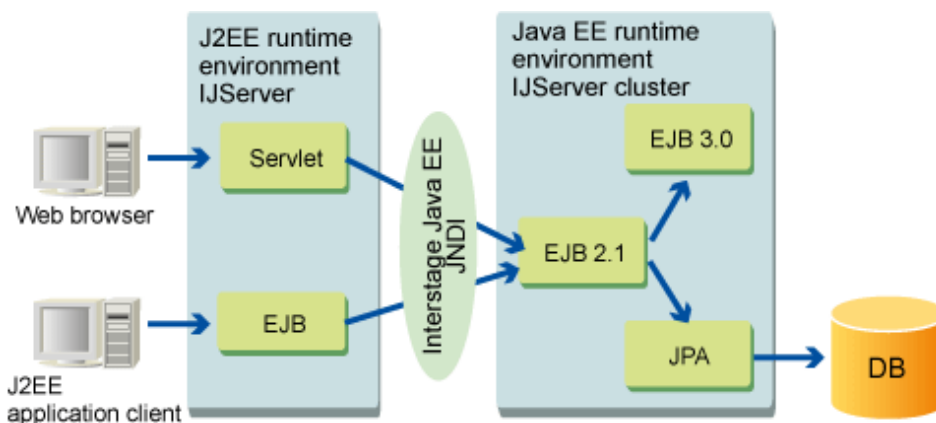 J2EE runtime
environment
IJServer
Java EE runtime
environment
IJServer cluster
Servlet
EJB 3.0
Web browser
Interstage Java EE
JNDI
EJB 2.1
EJB
JPA
DB
J2EE
application client